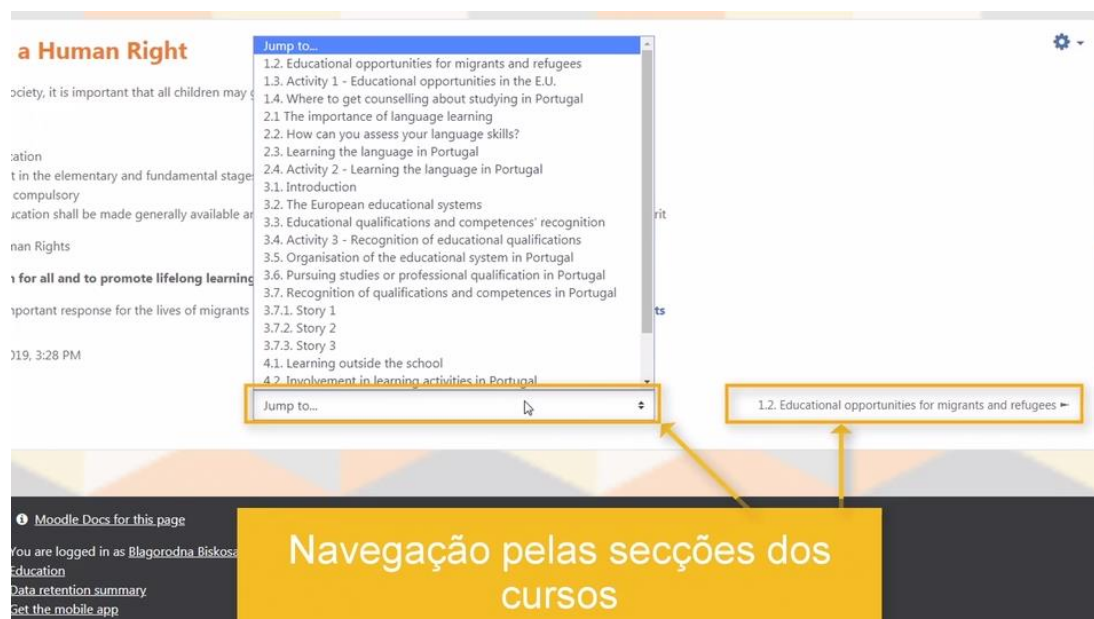 a Human Right
ociety, it is important that all children may
cation
t in the elementary and fundamental stage
compulsory
ucation shall be made generally available
rit
man Rights
n for all and to promote lifelong learning
mportant response for the lives of migrants
ts
019, 3:28 PM
Jump to...
1.2. Educational opportunities for migrants and refugees
1.3. Activity 1 - Educational opportunities in the E.U.
1.4. Where to get counselling about studying in Portugal
2.1 The importance of language learning
2.2. How can you assess your language skills?
2.3. Learning the language in Portugal
2.4. Activity 2 - Learning the language in Portugal
3.1. Introduction
3.2. The European educational systems
3.3. Educational qualifications and competences' recognition
3.4. Activity 3 - Recognition of educational qualifications
3.5. Organisation of the educational system in Portugal
3.6. Pursuing studies or professional qualification in Portugal
3.7. Recognition of qualifications and competences in Portugal
3.7.1. Story 1
3.7.2. Story 2
3.7.3. Story 3
4.1. Learning outside the school
4.2. Involvement in learning activities in Portugal
Jump to...
1.2. Educational opportunities for migrants and refugees
Moodle Docs for this page
You are logged in as Blagorodna Biskosa
Education
Data retention summary
Get the mobile app
Navegação pelas secções dos
cursos